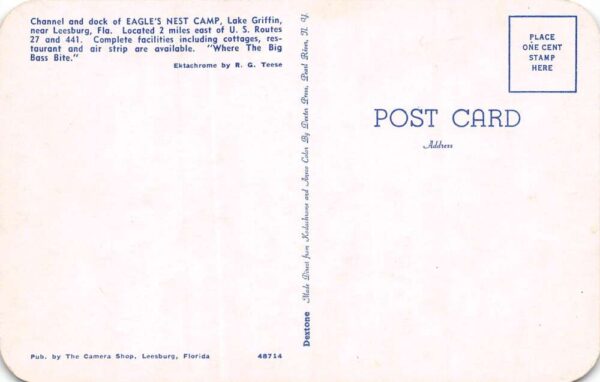 Channel and dock of EAGLE'S NEST CAMP, Lake Griffin,
near Leesburg, Fla. Located 2 miles east of U. S. Routes
27 and 441. Complete facilities including cottages, res-
taurant and air strip are available. "Where The Big
Bass Bite."
Ektachrome by R. G. Teese
Pub. by The Camera Shop, Leesburg, Florida
48714
Dextone Made Direct from Kodachrome and Ansco Color By Dexter Press, Pearl River, N. Y.
PLACE
ONE CENT
STAMP
HERE
POST CARD
Address